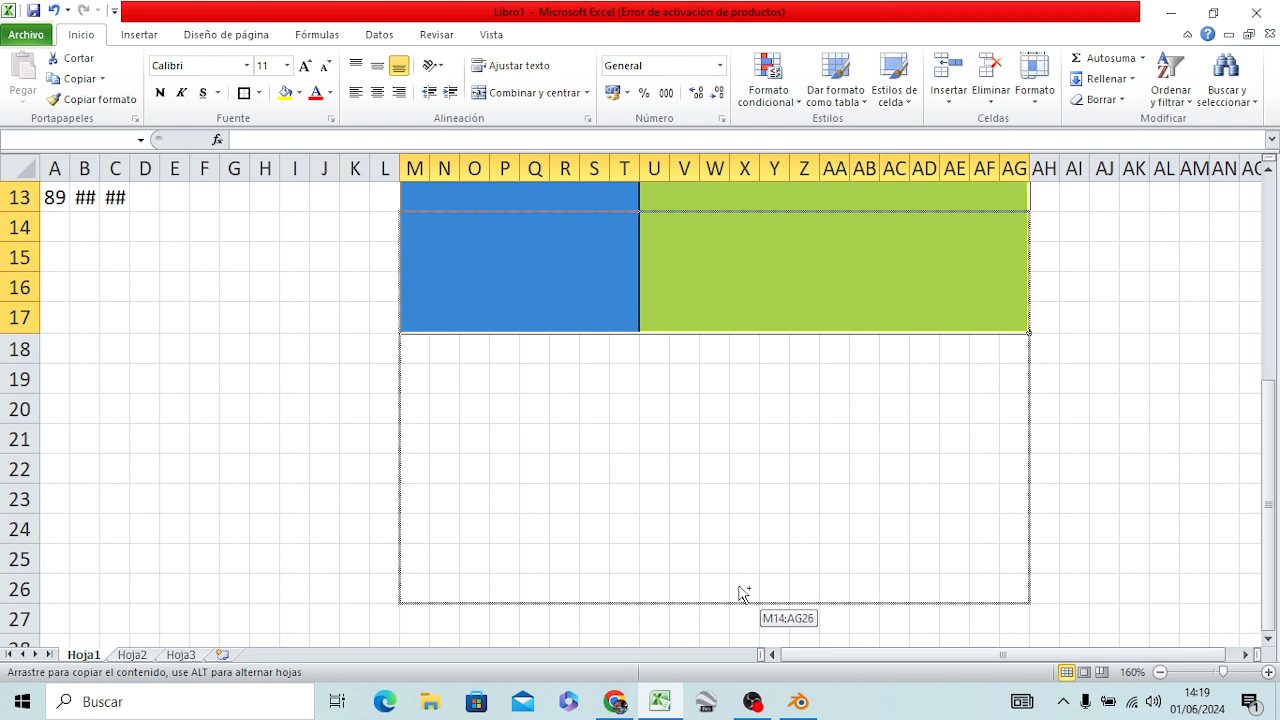 Libro1 - Microsoft Excel (Error de activación de productos)
Archivo Inicio Insertar Diseño de página Fórmulas Datos Revisar Vista
Pegar
Cortar
Copiar
Copiar formato
Portapapeles
Calibri 11
N K S
Fuente
Ajustar texto
Combinar y centrar
Alineación
General
% 000
Número
Formato condicional
Dar formato como tabla
Estilos de celda
Estilos
Insertar
Eliminar
Formato
Celdas
Σ Autosuma
Rellenar
Borrar
Ordenar y filtrar
Buscar y seleccionar
Modificar
fx
A B C D E F G H I J K L M N O P Q R S T U V W X Y Z AA AB AC AD AE AF AG AH AI AJ AK AL AM AN
13 89 ## ##
14
15
16
17
18
19
20
21
22
23
24
25
26
27
M14:AG26
Hoja1 Hoja2 Hoja3
Arrastre para copiar el contenido, use ALT para alternar hojas
160%
Buscar
14:19
01/06/2024